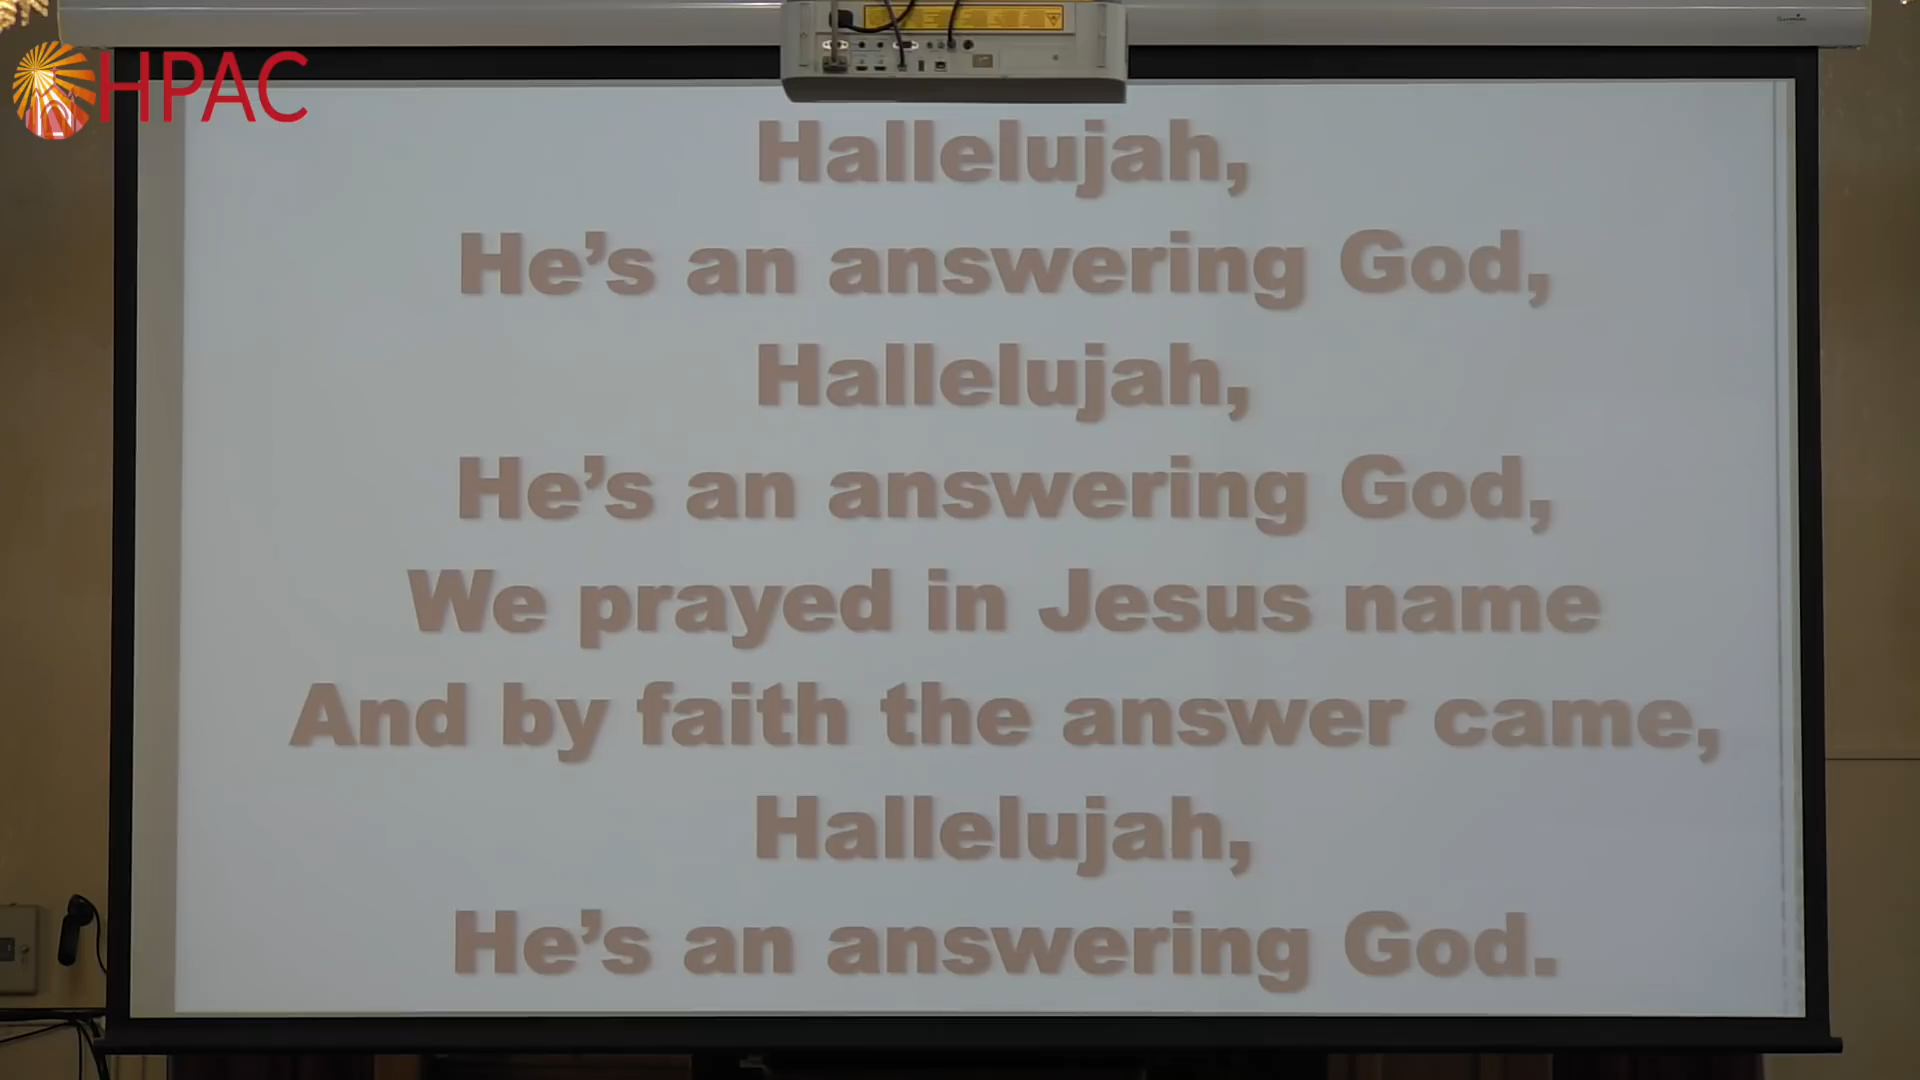 HPAC
Hallelujah,
He’s an answering God,
Hallelujah,
He’s an answering God,
We prayed in Jesus name
And by faith the answer came,
Hallelujah,
He’s an answering God.